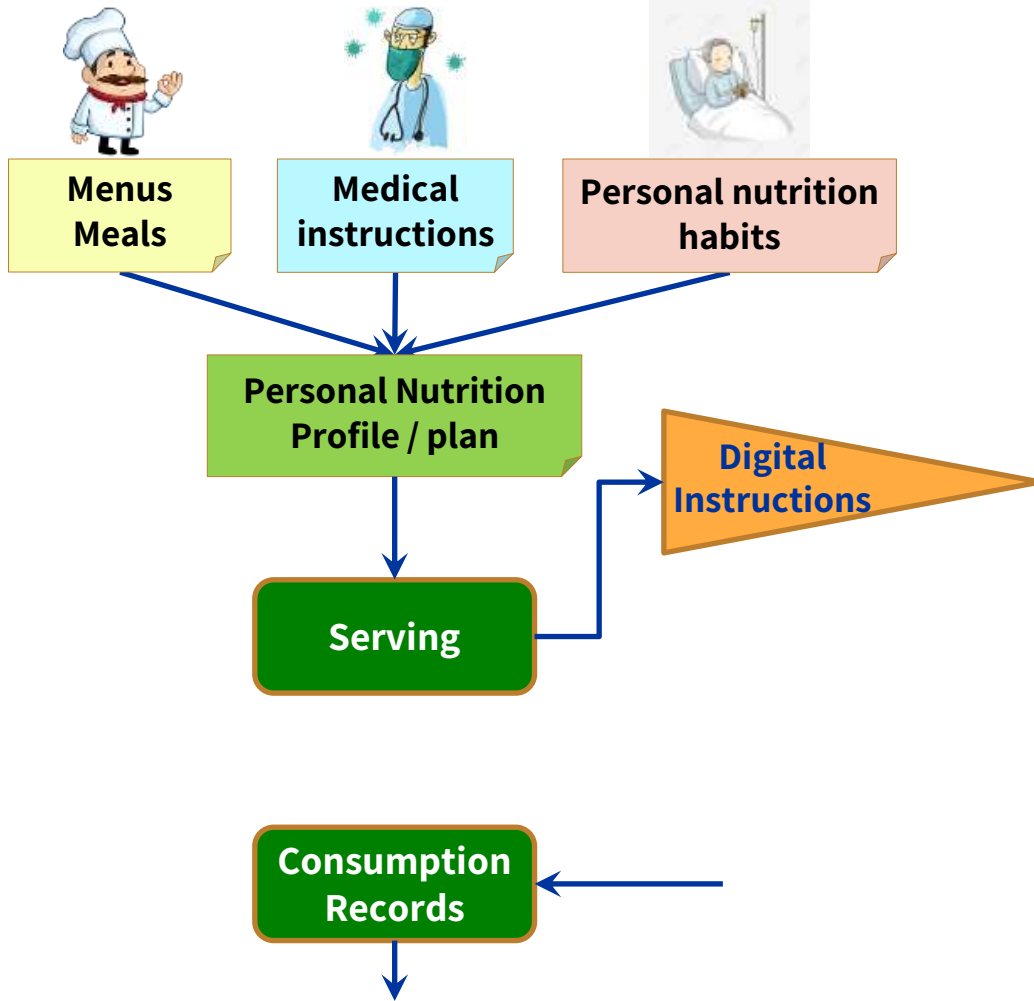 Menus
Meals
Medical
instructions
Personal nutrition
habits
Personal Nutrition
Profile / plan
Digital
Instructions
Serving
Consumption
Records